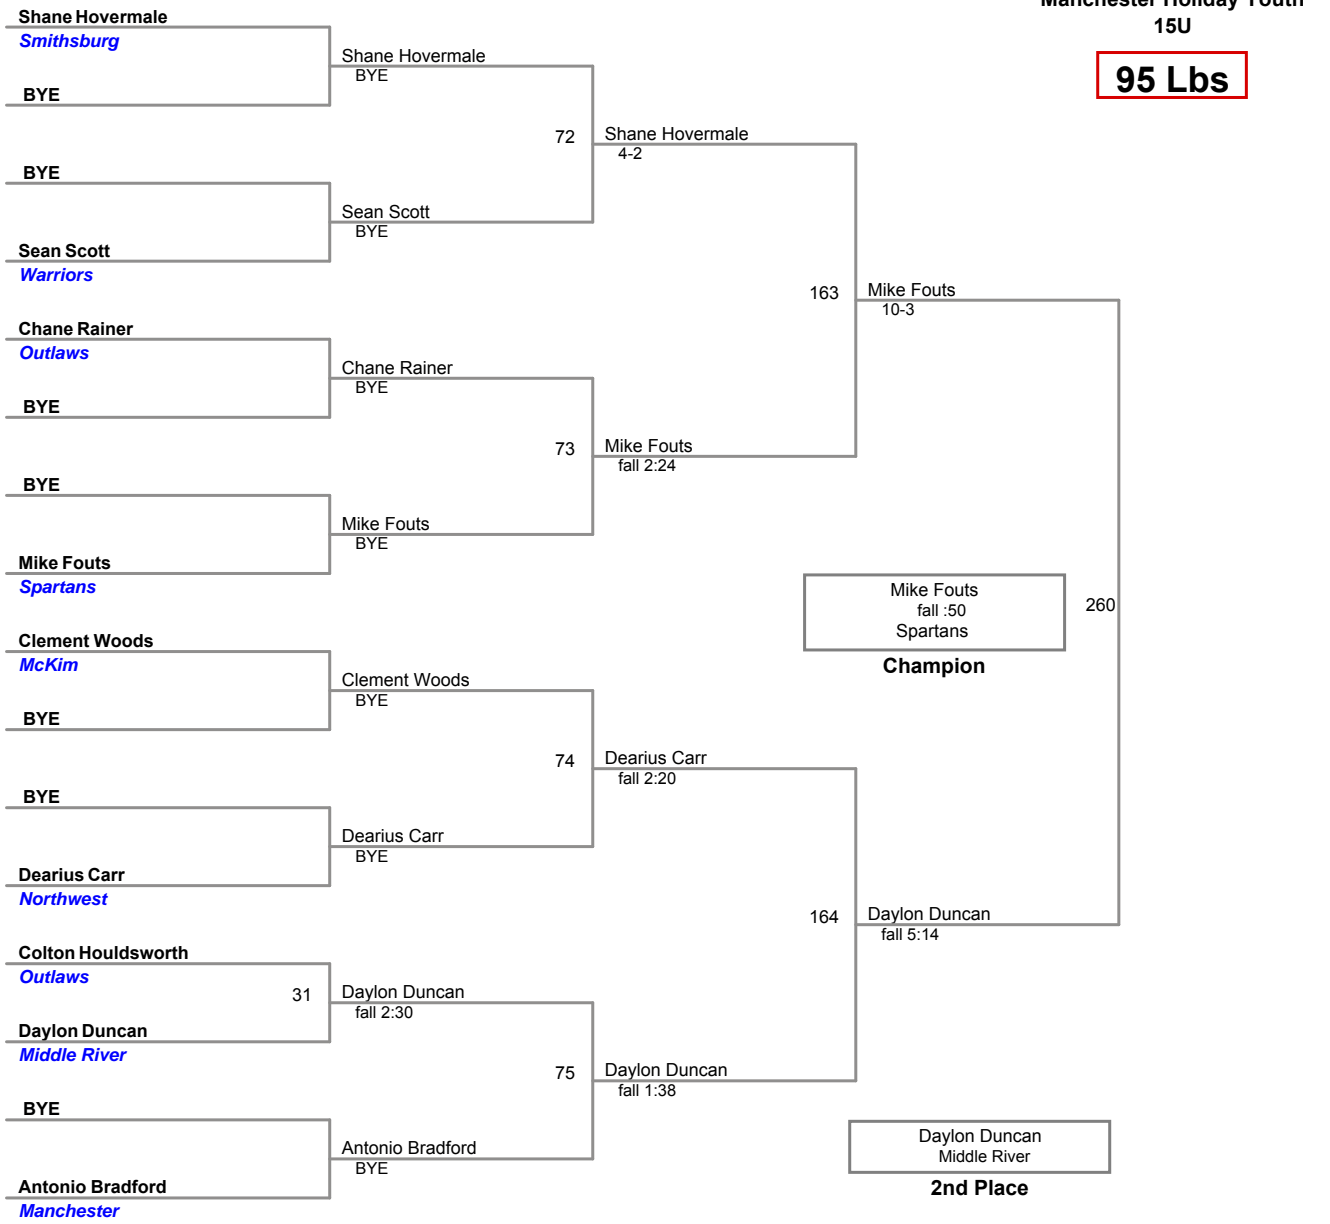 Manchester Holiday Youth
15U
95 Lbs
Shane Hovermale
Smithsburg
BYE
BYE
Sean Scott
Warriors
Chane Rainer
Outlaws
BYE
BYE
Mike Fouts
Spartans
Clement Woods
McKim
BYE
BYE
Dearius Carr
Northwest
Colton Houldsworth
Outlaws
31
Daylon Duncan
Middle River
BYE
Antonio Bradford
Manchester
Shane Hovermale
BYE
72
Sean Scott
BYE
Chane Rainer
BYE
73
Mike Fouts
BYE
Clement Woods
BYE
74
Dearius Carr
BYE
Daylon Duncan
fall 2:30
75
Antonio Bradford
BYE
Shane Hovermale
4-2
163
Mike Fouts
fall 2:24
Dearius Carr
fall 2:20
164
Daylon Duncan
fall 1:38
Mike Fouts
10-3
260
Daylon Duncan
fall 5:14
Mike Fouts
fall :50
Spartans
Champion
Daylon Duncan
Middle River
2nd Place